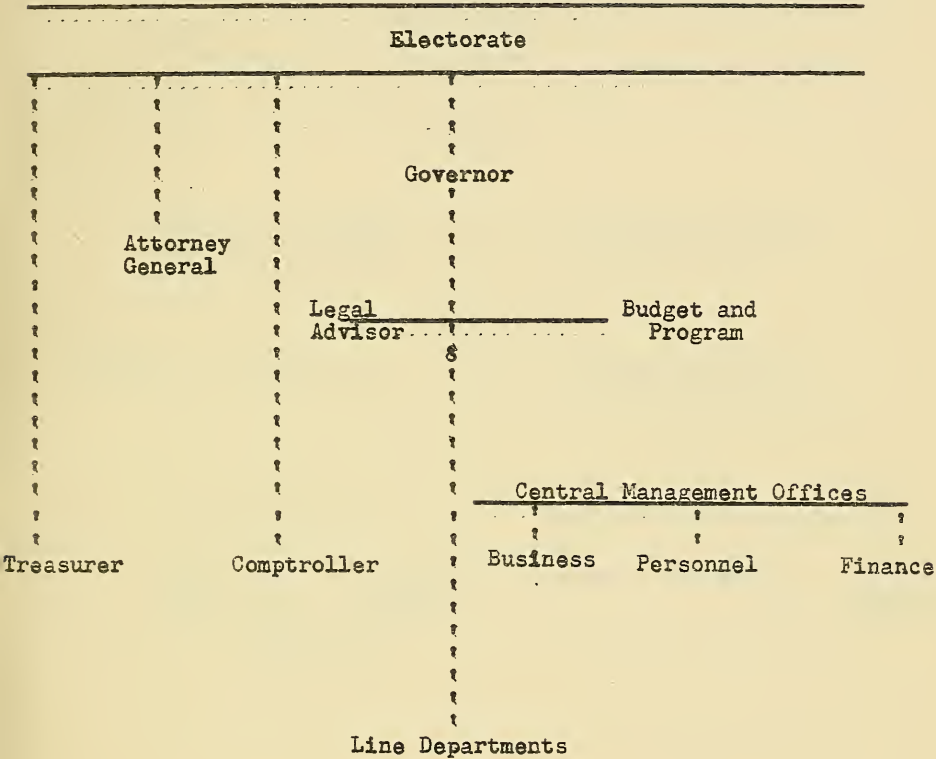 Electorate
Governor
Attorney
General
Legal
Advisor
Budget and
Program
Central Management Offices
Treasurer
Comptroller
Business
Personnel
Finance
Line Departments